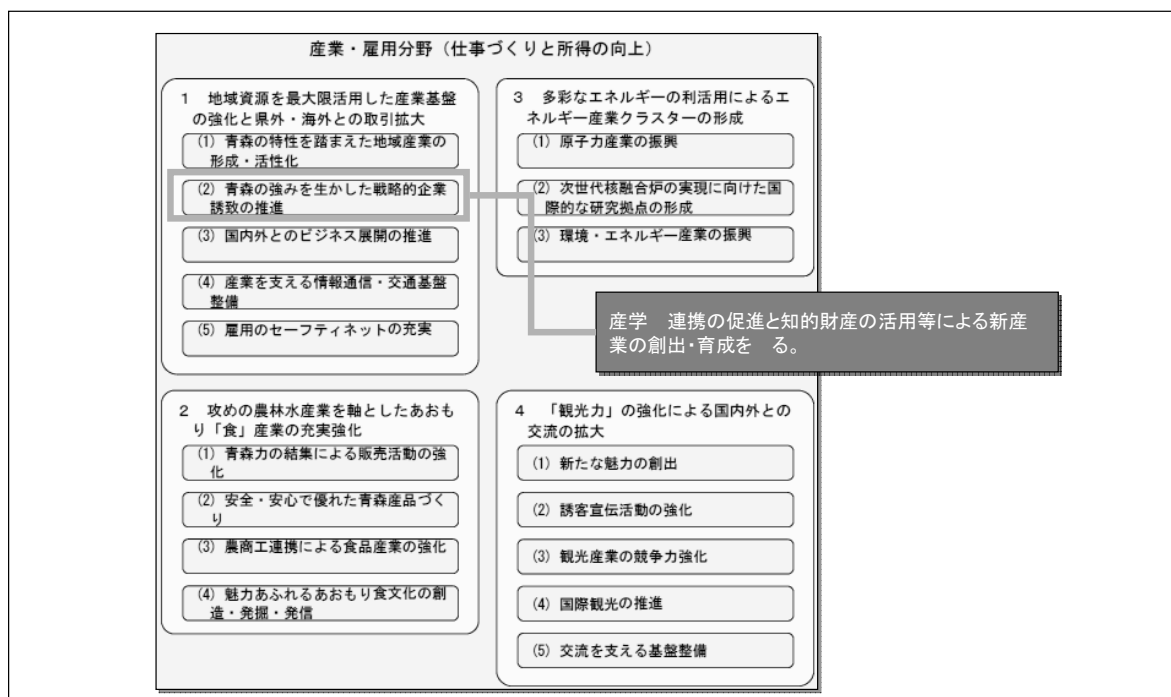 産業・雇用分野（仕事づくりと所得の向上）
1 地域資源を最大限活用した産業基盤
の強化と県外・海外との取引拡大
(1) 青森の特性を踏まえた地域産業の
形成・活性化
(2) 青森の強みを生かした戦略的企業
誘致の推進
(3) 国内外とのビジネス展開の推進
(4) 産業を支える情報通信・交通基盤
整備
(5) 雇用のセーフティネットの充実
2 攻めの農林水産業を軸としたあおも
り「食」産業の充実強化
(1) 青森力の結集による販売活動の強
化
(2) 安全・安心で優れた青森産品づく
り
(3) 農商工連携による食品産業の強化
(4) 魅力あふれるあおもり食文化の創
造・発掘・発信
3 多彩なエネルギーの利活用によるエ
ネルギー産業クラスターの形成
(1) 原子力産業の振興
(2) 次世代核融合炉の実現に向けた国
際的な研究拠点の形成
(3) 環境・エネルギー産業の振興
産学 連携の促進と知的財産の活用等による新産
業の創出・育成を る。
4 「観光力」の強化による国内外との
交流の拡大
(1) 新たな魅力の創出
(2) 誘客宣伝活動の強化
(3) 観光産業の競争力強化
(4) 国際観光の推進
(5) 交流を支える基盤整備